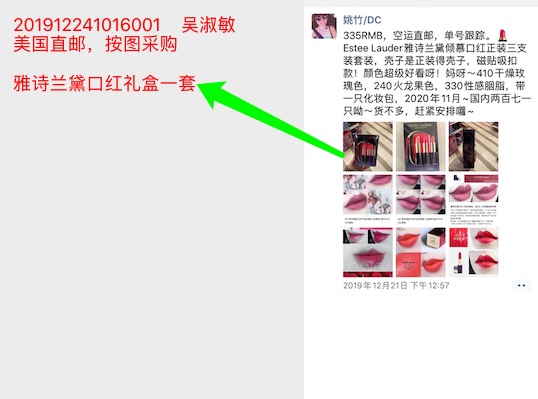 201912241016001 吴淑敏
美国直邮，按图采购
雅诗兰黛口红礼盒一套
姚竹/DC
335RMB，空运直邮，单号跟踪。💄
Estee Lauder雅诗兰黛倾慕口红正装三支
装套装，壳子是正装得壳子，磁贴吸扣
款！颜色超级好看呀！妈呀～410干燥玫
瑰色，240火龙果色，330性感胭脂，带
一只化妆包，2020年11月~国内两百七一
只呦～货不多，赶紧安排囖～
2019年12月21日 下午12:57